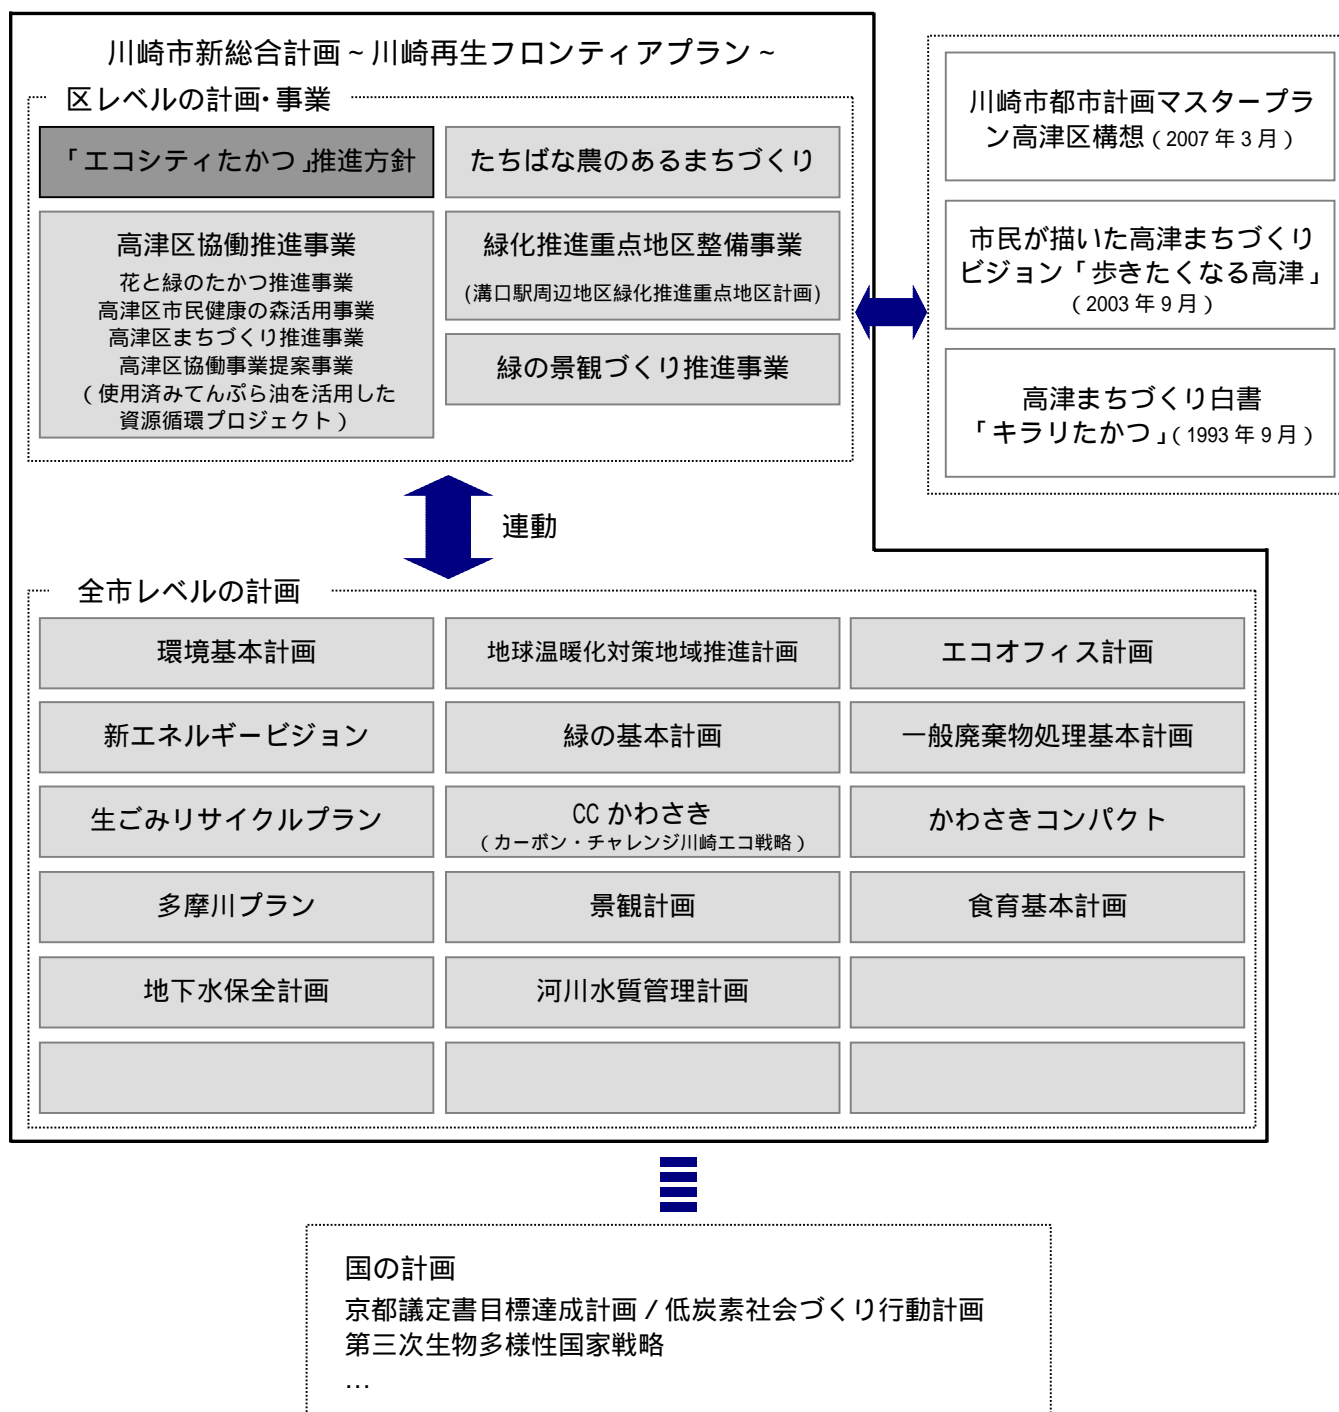 川崎市新総合計画~川崎再生フロンティアプラン~
区レベルの計画・事業
「エコシティたかつ」推進方針
たちばな農のあるまちづくり
高津区協働推進事業
花と緑のたかつ推進事業
高津区市民健康の森活用事業
高津区まちづくり推進事業
高津区協働事業提案事業
(使用済みてんぷら油を活用した
資源循環プロジェクト)
緑化推進重点地区整備事業
(溝口駅周辺地区緑化推進重点地区計画)
緑の景観づくり推進事業
川崎市都市計画マスタープラ
ン高津区構想(2007年3月)
市民が描いた高津まちづくり
ビジョン「歩きたくなる高津」
(2003年9月)
高津まちづくり白書
「キラリたかつ」(1993年9月)
連動
全市レベルの計画
環境基本計画
地球温暖化対策地域推進計画
エコオフィス計画
新エネルギービジョン
緑の基本計画
一般廃棄物処理基本計画
生ごみリサイクルプラン
CCかわさき
(カーボン・チャレンジ川崎エコ戦略)
かわさきコンパクト
多摩川プラン
景観計画
食育基本計画
地下水保全計画
河川水質管理計画
国の計画
京都議定書目標達成計画/低炭素社会づくり行動計画
第三次生物多様性国家戦略
…